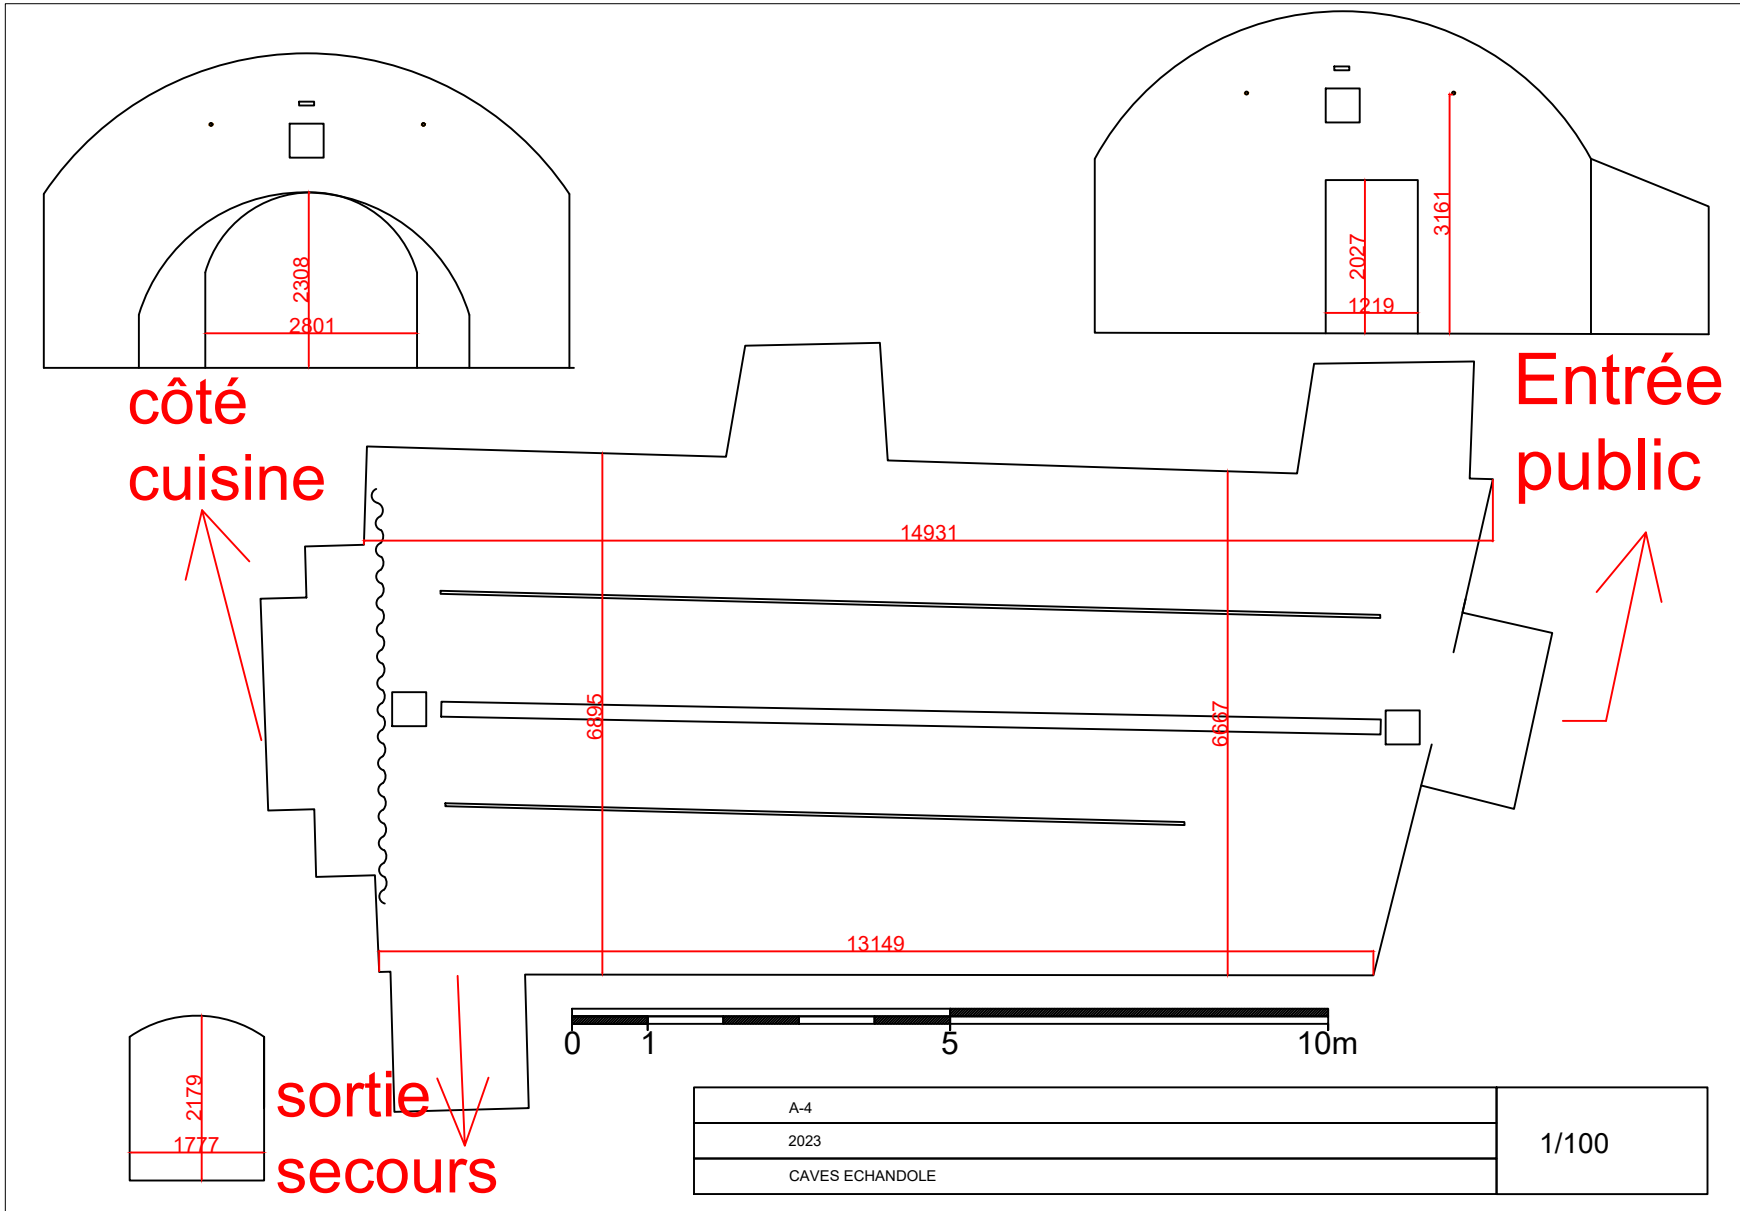 2308
2801
côté
cuisine
3161
2027
1219
Entrée
public
14931
6895
6667
13149
0 1 5 10m
2179
1777
sortie
secours
A-4
2023
CAVES ECHANDOLE
1/100